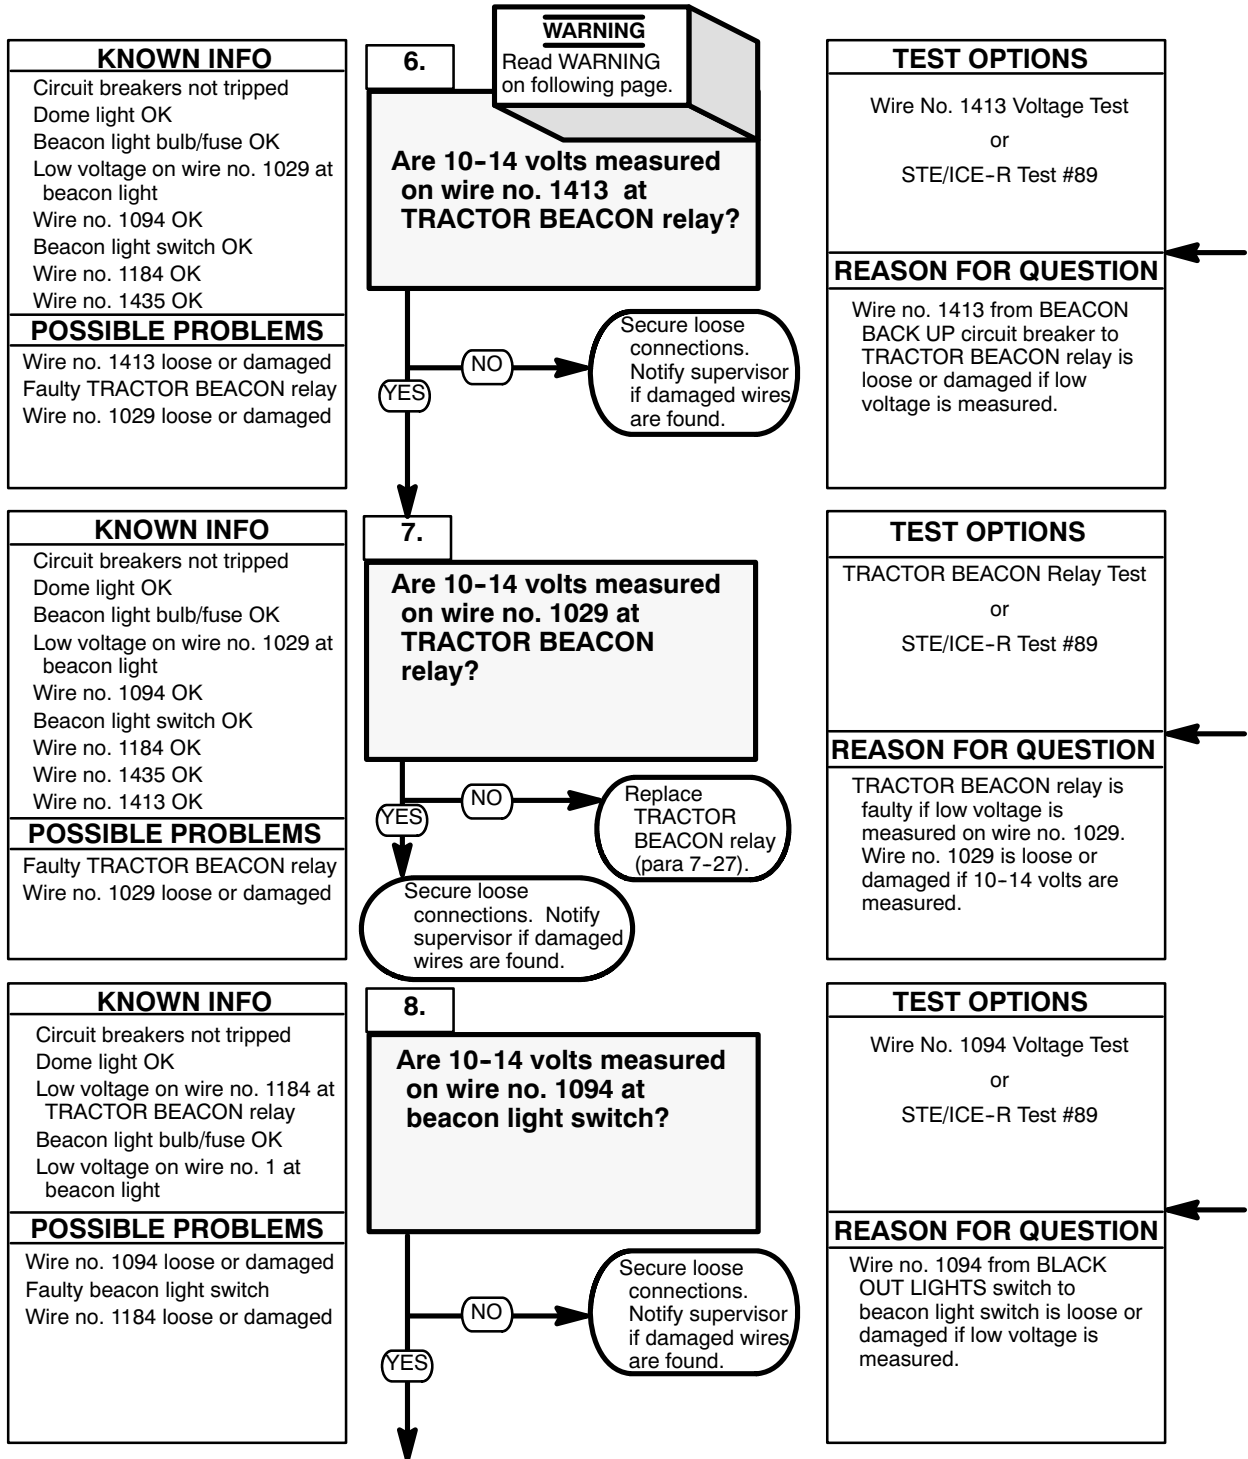 KNOWN INFO
Circuit breakers not tripped
Dome light OK
Beacon light bulb/fuse OK
Low voltage on wire no. 1029 at
beacon light
Wire no. 1094 OK
Beacon light switch OK
Wire no. 1184 OK
Wire no. 1435 OK
POSSIBLE PROBLEMS
Wire no. 1413 loose or damaged
Faulty TRACTOR BEACON relay
Wire no. 1029 loose or damaged
6.
WARNING
Read WARNING
on following page.
Are 10-14 volts measured
on wire no. 1413 at
TRACTOR BEACON relay?
NO
YES
Secure loose
connections.
Notify supervisor
if damaged wires
are found.
TEST OPTIONS
Wire No. 1413 Voltage Test
or
STE/ICE-R Test #89
REASON FOR QUESTION
Wire no. 1413 from BEACON
BACK UP circuit breaker to
TRACTOR BEACON relay is
loose or damaged if low
voltage is measured.
KNOWN INFO
Circuit breakers not tripped
Dome light OK
Beacon light bulb/fuse OK
Low voltage on wire no. 1029 at
beacon light
Wire no. 1094 OK
Beacon light switch OK
Wire no. 1184 OK
Wire no. 1435 OK
Wire no. 1413 OK
POSSIBLE PROBLEMS
Faulty TRACTOR BEACON relay
Wire no. 1029 loose or damaged
7.
Are 10-14 volts measured
on wire no. 1029 at
TRACTOR BEACON
relay?
NO
YES
Replace
TRACTOR
BEACON relay
(para 7-27).
Secure loose
connections. Notify
supervisor if damaged
wires are found.
TEST OPTIONS
TRACTOR BEACON Relay Test
or
STE/ICE-R Test #89
REASON FOR QUESTION
TRACTOR BEACON relay is
faulty if low voltage is
measured on wire no. 1029.
Wire no. 1029 is loose or
damaged if 10-14 volts are
measured.
KNOWN INFO
Circuit breakers not tripped
Dome light OK
Low voltage on wire no. 1184 at
TRACTOR BEACON relay
Beacon light bulb/fuse OK
Low voltage on wire no. 1 at
beacon light
POSSIBLE PROBLEMS
Wire no. 1094 loose or damaged
Faulty beacon light switch
Wire no. 1184 loose or damaged
8.
Are 10-14 volts measured
on wire no. 1094 at
beacon light switch?
NO
YES
Secure loose
connections.
Notify supervisor
if damaged wires
are found.
TEST OPTIONS
Wire No. 1094 Voltage Test
or
STE/ICE-R Test #89
REASON FOR QUESTION
Wire no. 1094 from BLACK
OUT LIGHTS switch to
beacon light switch is loose or
damaged if low voltage is
measured.